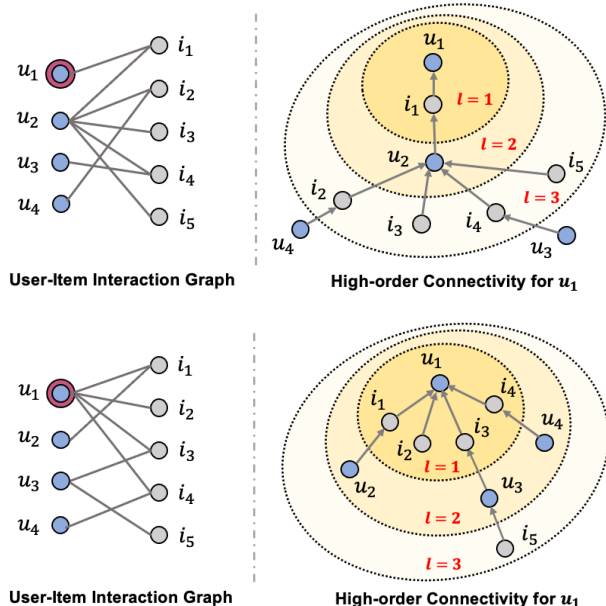 u₁
u₂
u₃
u₄
i₁
i₂
i₃
i₄
i₅
User-Item Interaction Graph
u₁
i₁
l = 1
l = 2
u₂
i₅
l = 3
i₂
i₃
i₄
u₄
u₃
High-order Connectivity for u₁
u₁
u₂
u₃
u₄
i₁
i₂
i₃
i₄
i₅
User-Item Interaction Graph
u₁
i₁
i₄
i₂
i₃
u₄
l = 1
u₂
u₃
l = 2
i₅
l = 3
High-order Connectivity for u₁